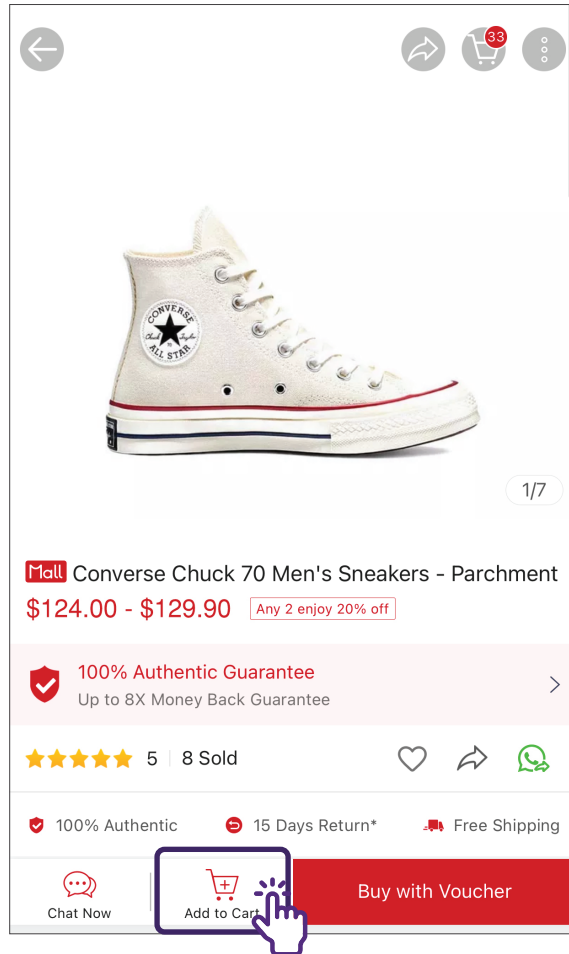 33
CONVERSE
Chuck Taylor
ALL STAR
1/7
Mall Converse Chuck 70 Men's Sneakers - Parchment
$124.00 - $129.90 Any 2 enjoy 20% off
100% Authentic Guarantee
Up to 8X Money Back Guarantee
5 8 Sold
100% Authentic 15 Days Return* Free Shipping
Chat Now Add to Cart Buy with Voucher